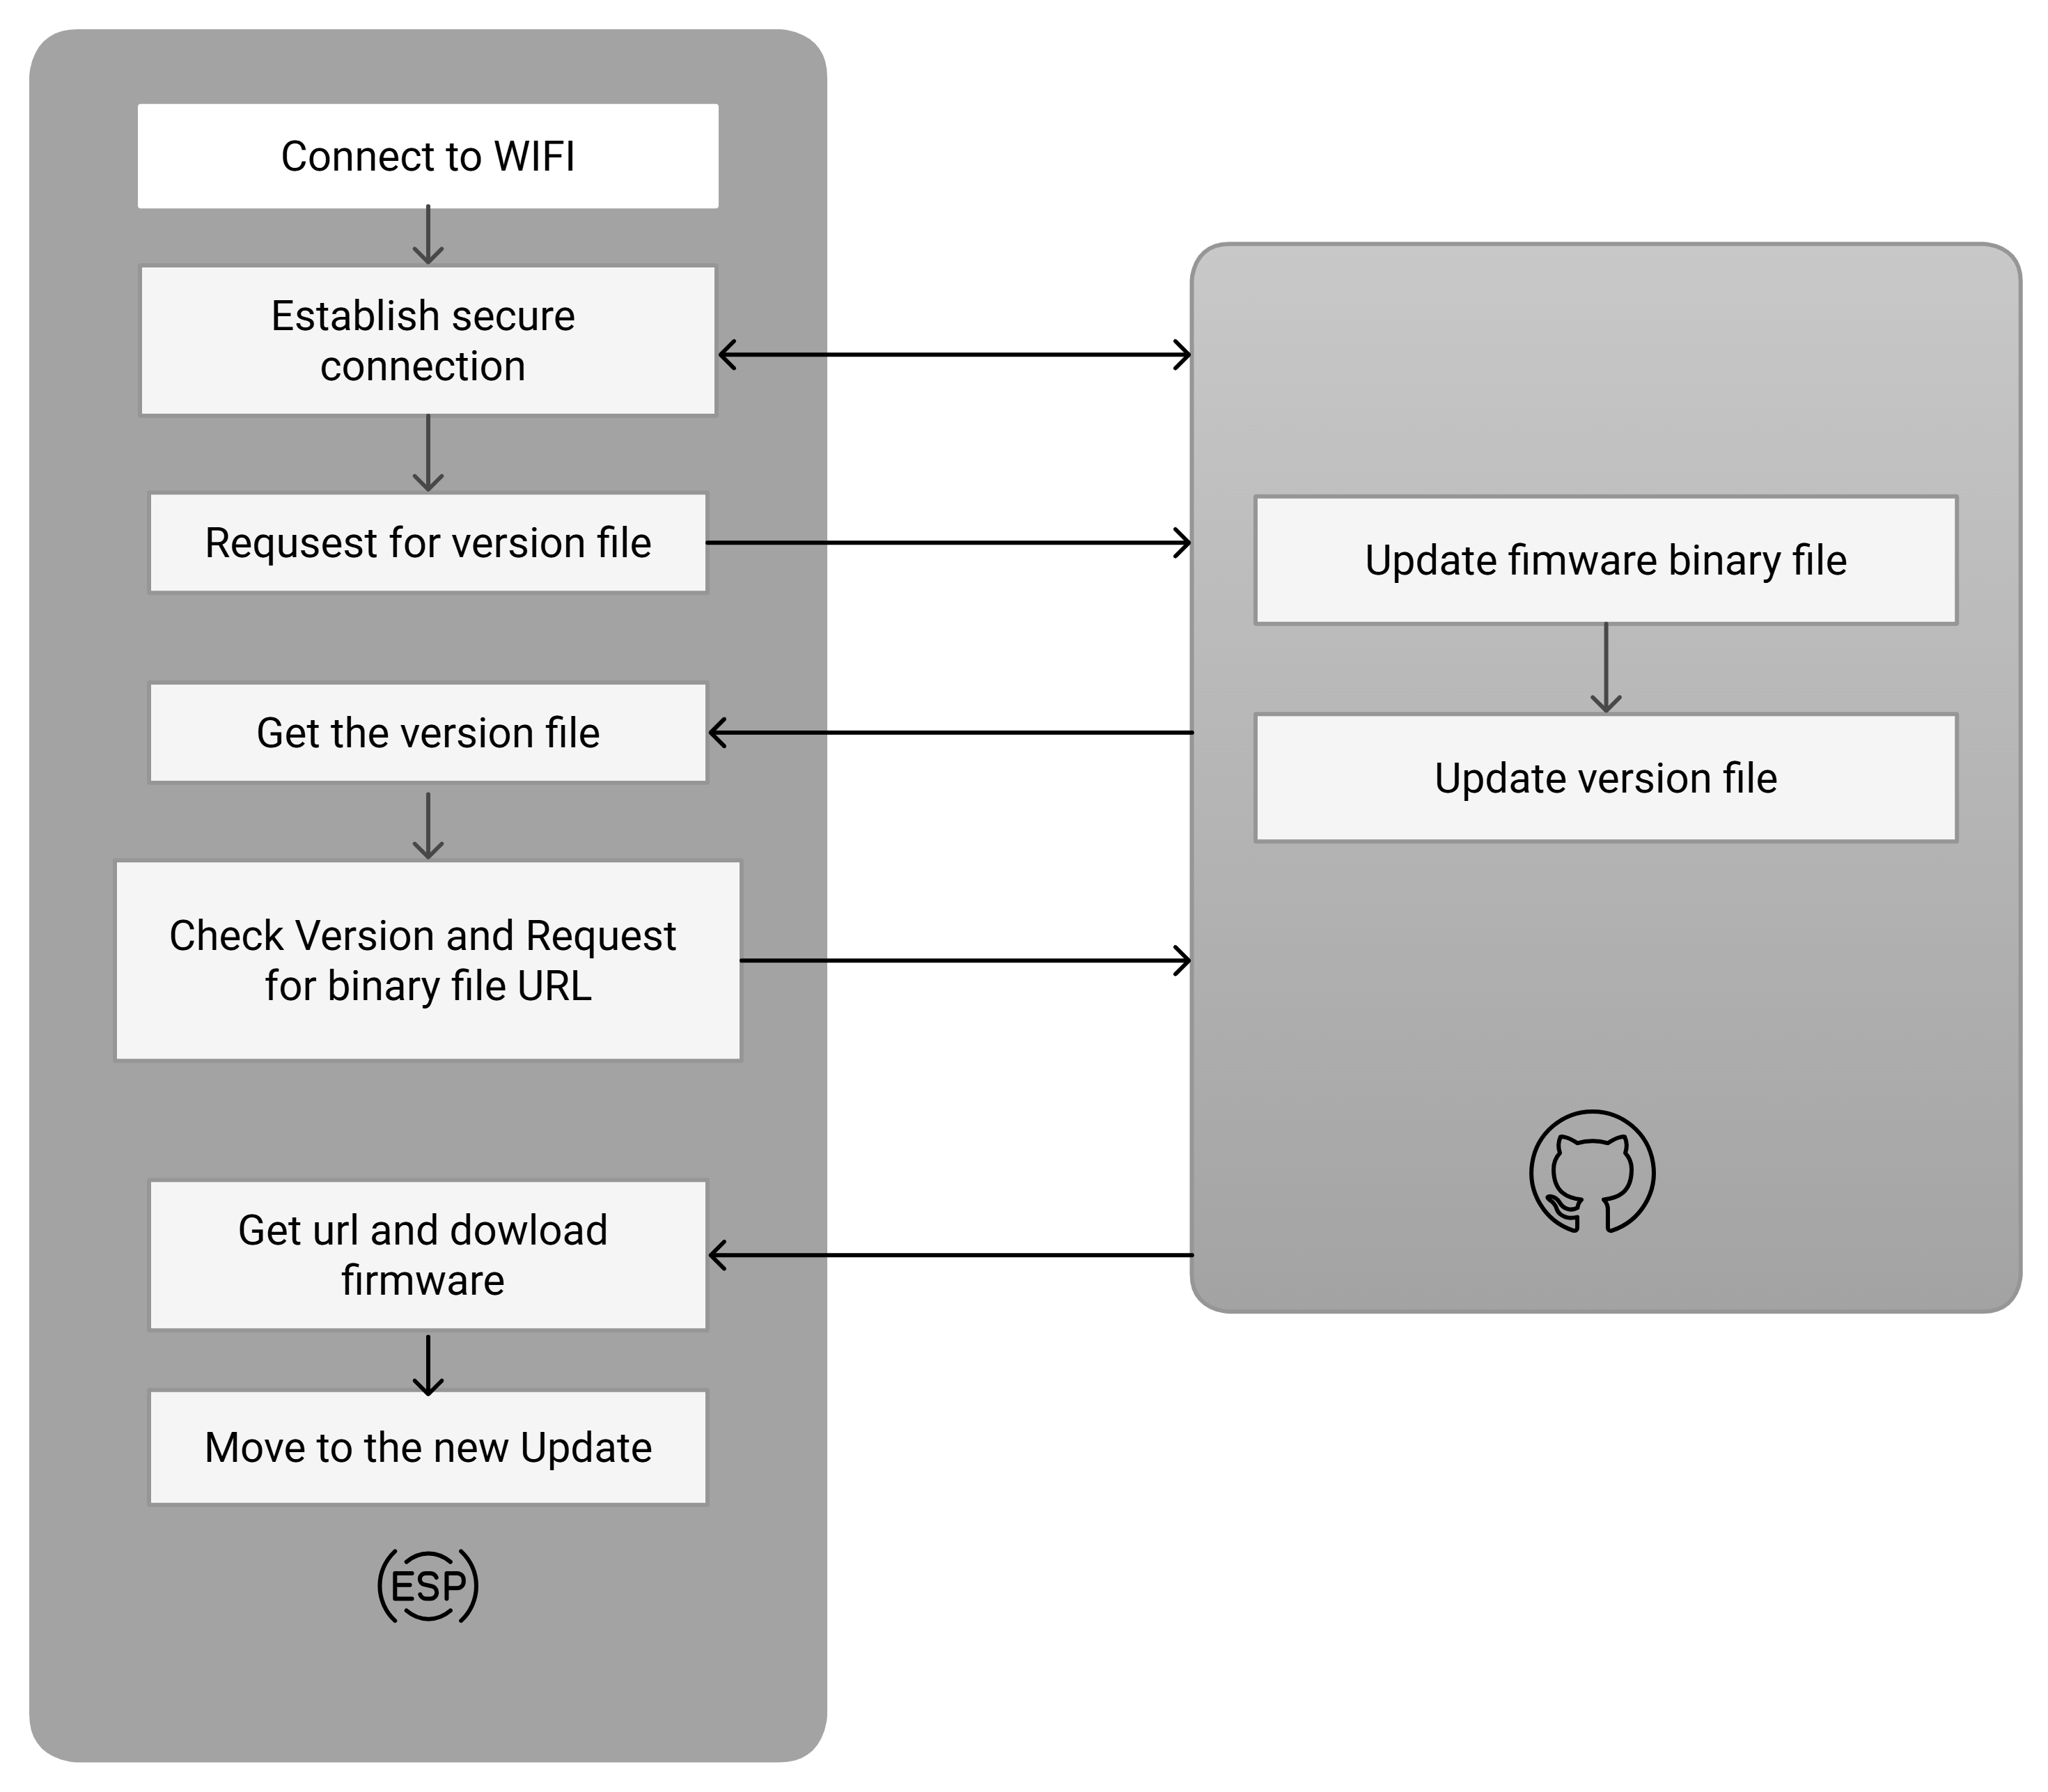 Connect to WIFI
Establish secure
connection
Requsest for version file
Get the version file
Check Version and Request
for binary file URL
Get url and dowload
firmware
Move to the new Update
ESP
Update fimware binary file
Update version file